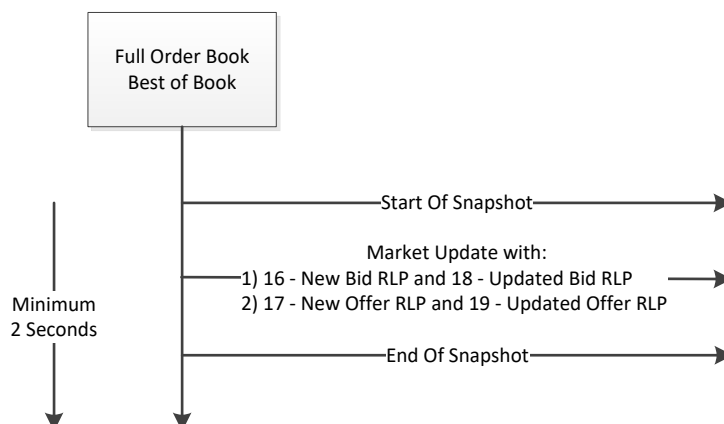 Full Order Book
Best of Book
Start Of Snapshot
Market Update with:
1) 16 - New Bid RLP and 18 - Updated Bid RLP
2) 17 - New Offer RLP and 19 - Updated Offer RLP
Minimum
2 Seconds
End Of Snapshot